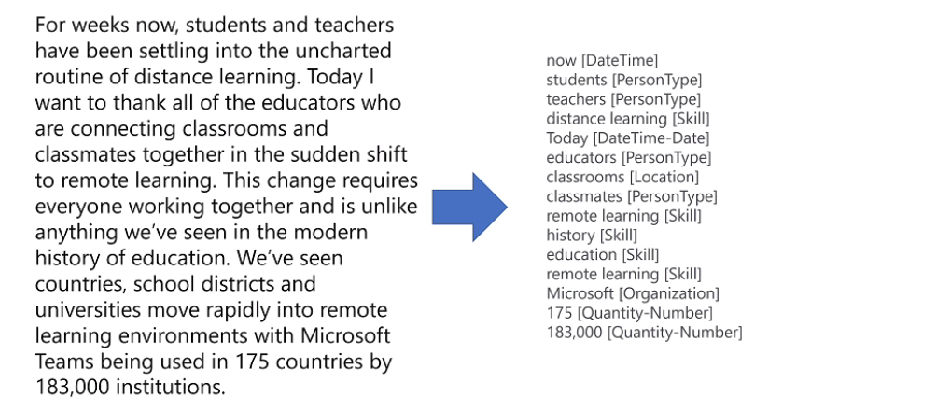 For weeks now, students and teachers
have been settling into the uncharted
routine of distance learning. Today I
want to thank all of the educators who
are connecting classrooms and
classmates together in the sudden shift
to remote learning. This change requires
everyone working together and is unlike
anything we've seen in the modern
history of education. We've seen
countries, school districts and
universities move rapidly into remote
learning environments with Microsoft
Teams being used in 175 countries by
183,000 institutions.
now [DateTime]
students [PersonType]
teachers [PersonType]
distance learning [Skill]
Today [DateTime-Date]
educators [PersonType]
classrooms [Location]
classmates [PersonType]
remote learning [Skill]
history [Skill]
education [Skill]
remote learning [Skill]
Microsoft [Organization]
175 [Quantity-Number]
183,000 [Quantity-Number]